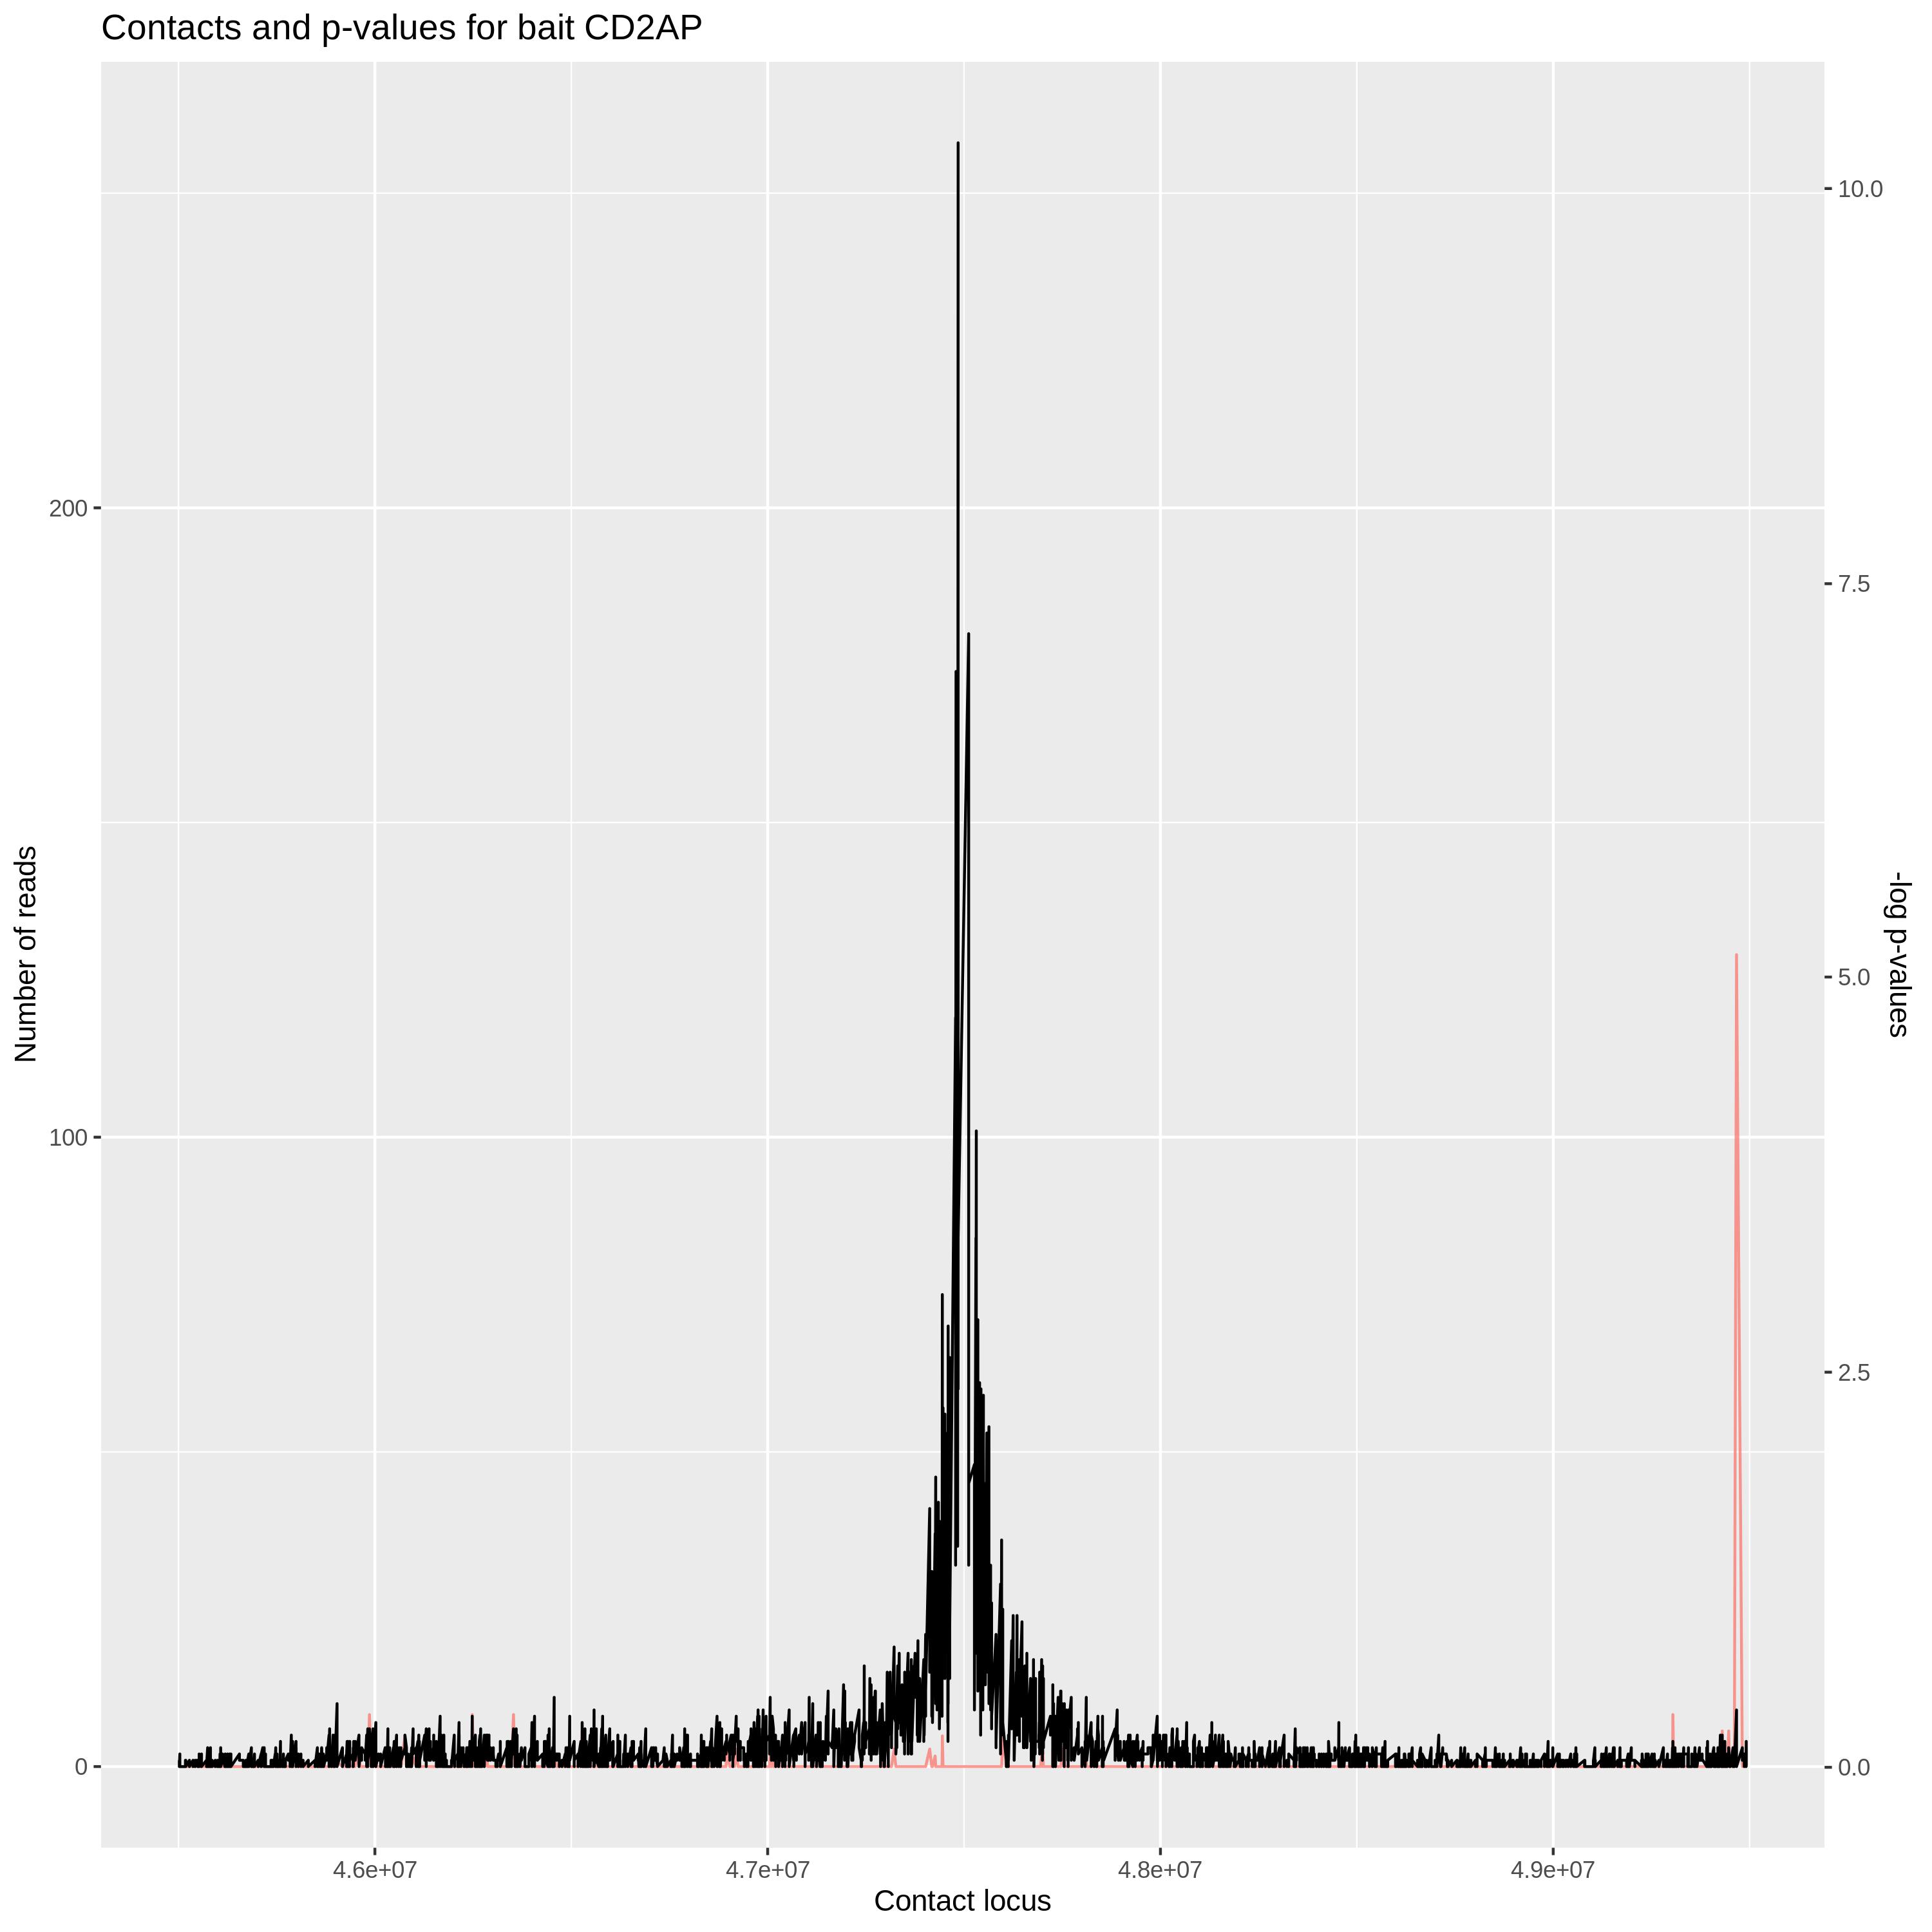 Contacts and p-values for bait CD2AP
Number of reads
200
100
0
10.0
7.5
5.0
2.5
0.0
-log p-values
4.6e+07
4.7e+07
4.8e+07
4.9e+07
Contact locus